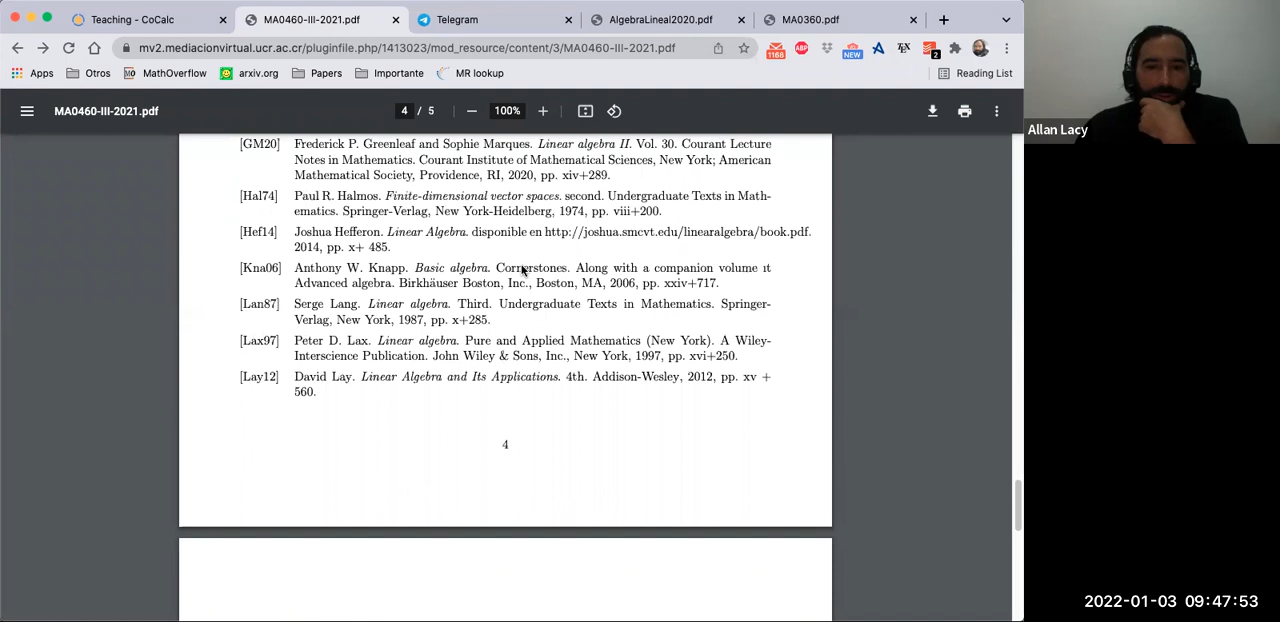 Teaching - CoCalc
MA0460-III-2021.pdf
Telegram
AlgebraLineal2020.pdf
MA0360.pdf
mv2.mediacionvirtual.ucr.ac.cr/pluginfile.php/1413023/mod_resource/content/3/MA0460-III-2021.pdf
1168
ABP
NEW
2
Apps
Otros
MathOverflow
arxiv.org
Papers
Importante
MR lookup
Reading List
MA0460-III-2021.pdf
4 / 5
100%
[GM20] Frederick P. Greenleaf and Sophie Marques. Linear algebra II. Vol. 30. Courant Lecture
Notes in Mathematics. Courant Institute of Mathematical Sciences, New York; American
Mathematical Society, Providence, RI, 2020, pp. xiv+289.
[Hal74] Paul R. Halmos. Finite-dimensional vector spaces. second. Undergraduate Texts in Math-
ematics. Springer-Verlag, New York-Heidelberg, 1974, pp. viii+200.
[Hef14] Joshua Hefferon. Linear Algebra. disponible en http://joshua.smcvt.edu/linearalgebra/book.pdf.
2014, pp. x+ 485.
[Kna06] Anthony W. Knapp. Basic algebra. Cornerstones. Along with a companion volume ıt
Advanced algebra. Birkhäuser Boston, Inc., Boston, MA, 2006, pp. xxiv+717.
[Lan87] Serge Lang. Linear algebra. Third. Undergraduate Texts in Mathematics. Springer-
Verlag, New York, 1987, pp. x+285.
[Lax97] Peter D. Lax. Linear algebra. Pure and Applied Mathematics (New York). A Wiley-
Interscience Publication. John Wiley & Sons, Inc., New York, 1997, pp. xvi+250.
[Lay12] David Lay. Linear Algebra and Its Applications. 4th. Addison-Wesley, 2012, pp. xv +
560.
4
Allan Lacy
2022-01-03 09:47:53